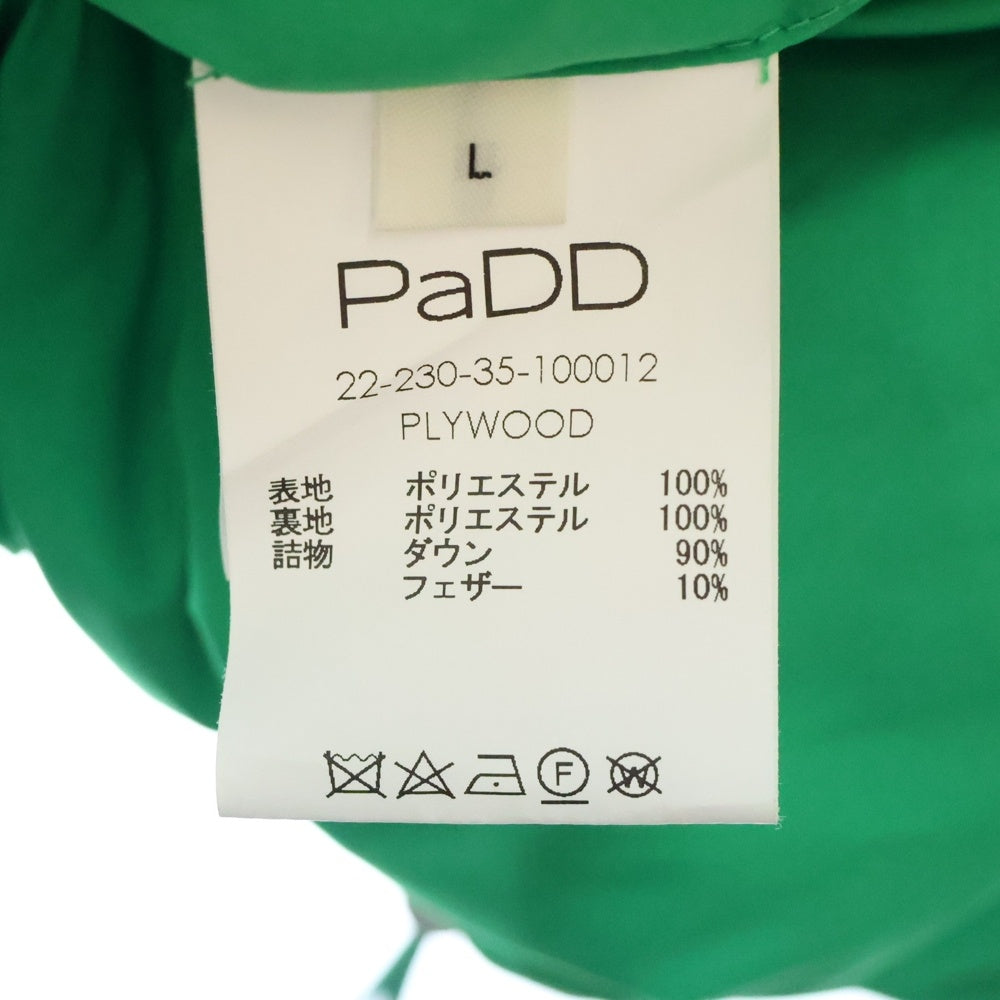 L
PaDD
22-230-35-100012
PLYWOOD
表地 ポリエステル 100%
裏地 ポリエステル 100%
詰物 ダウン 90%
フェザー 10%
F W